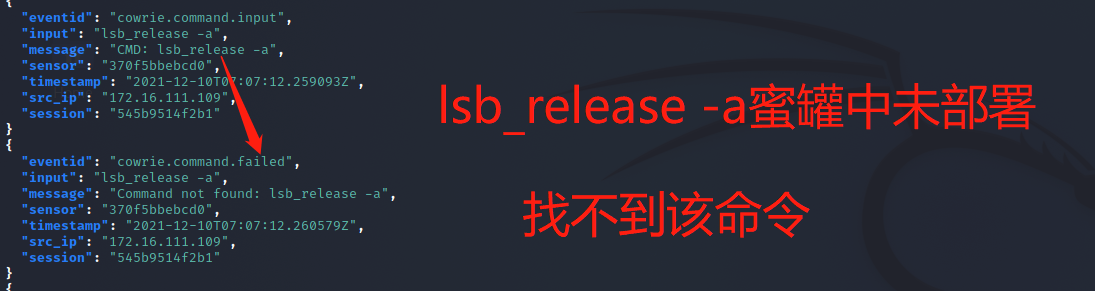 {
"eventid": "cowrie.command.input",
"input": "lsb_release -a",
"message": "CMD: lsb_release -a",
"sensor": "370f5bbebcd0",
"timestamp": "2021-12-10T07:07:12.259093Z",
"src_ip": "172.16.111.109",
"session": "545b9514f2b1"
}
{
"eventid": "cowrie.command.failed",
"input": "lsb_release -a",
"message": "Command not found: lsb_release -a",
"sensor": "370f5bbebcd0",
"timestamp": "2021-12-10T07:07:12.260579Z",
"src_ip": "172.16.111.109",
"session": "545b9514f2b1"
}
{
lsb_release -a蜜罐中未部署
找不到该命令